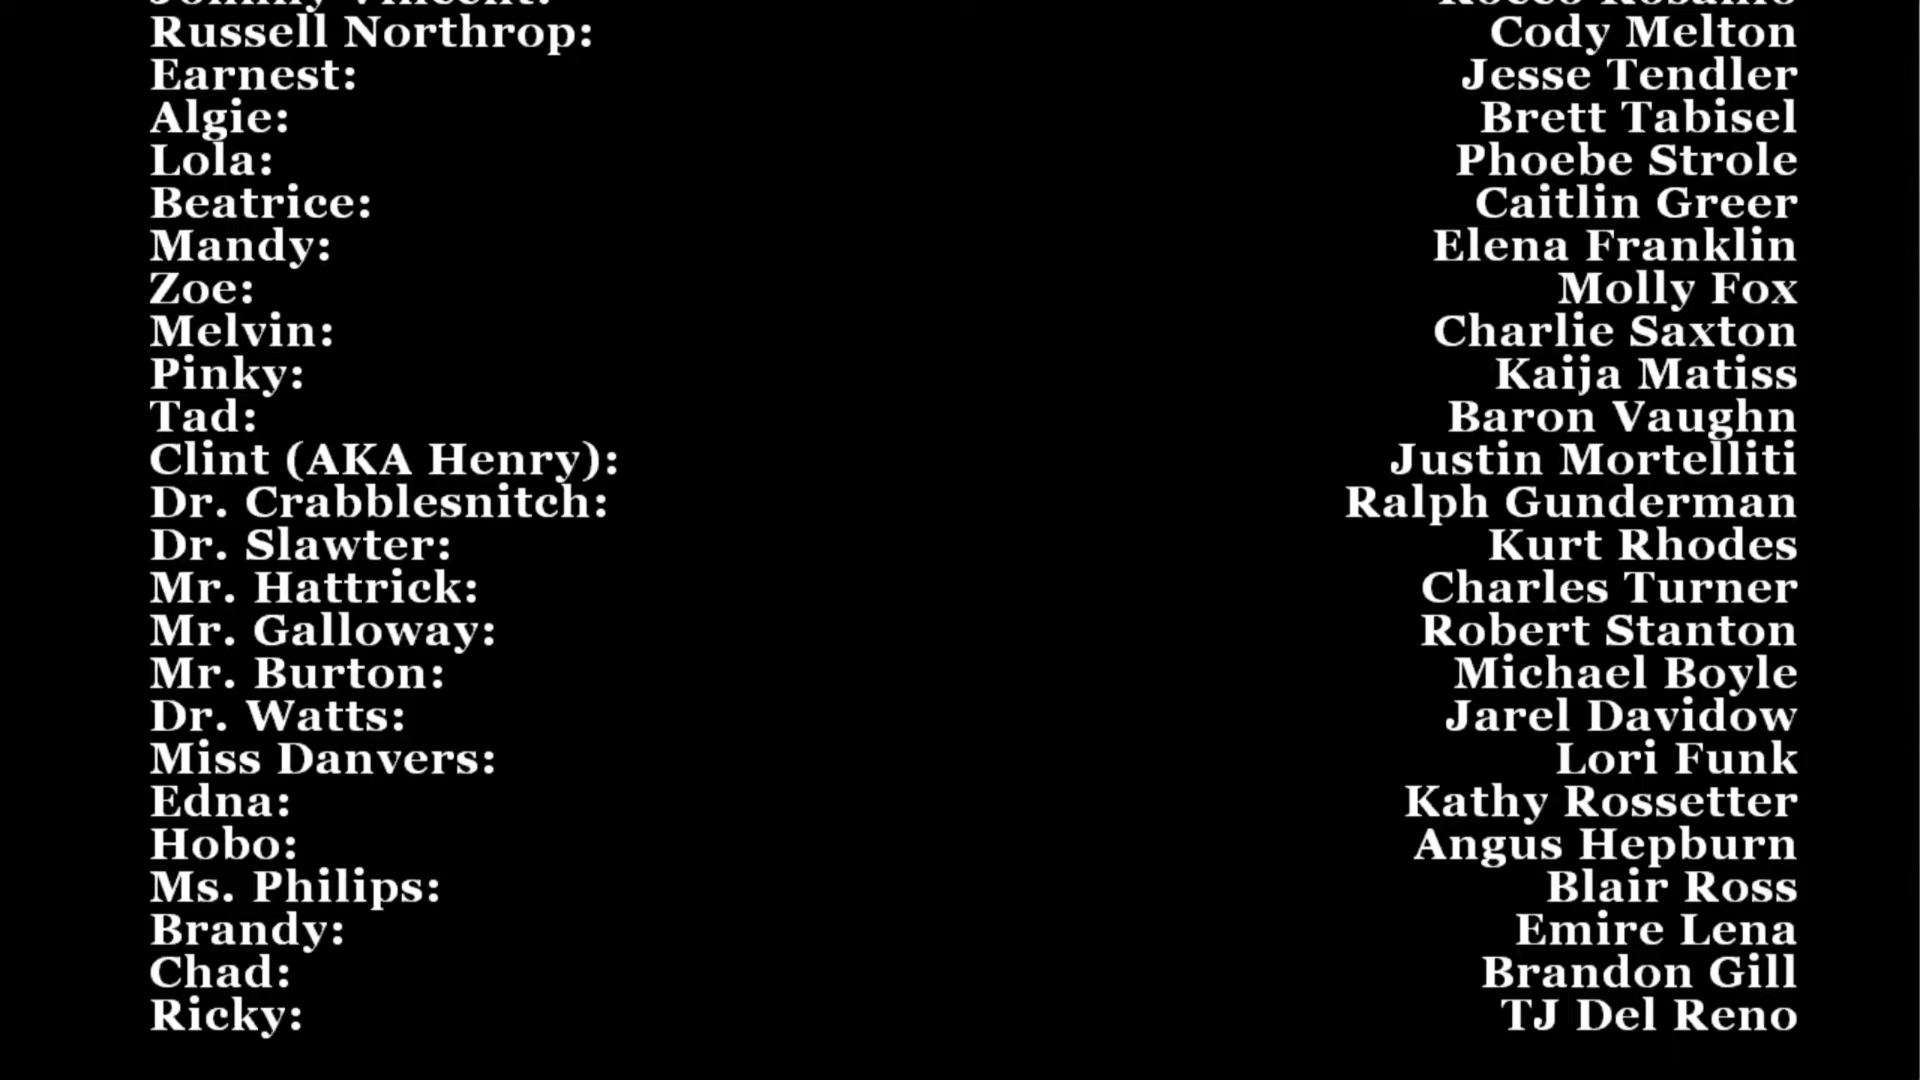 Johnny Vincent: Rocco Rosanio
Russell Northrop: Cody Melton
Earnest: Jesse Tendler
Algie: Brett Tabisel
Lola: Phoebe Strole
Beatrice: Caitlin Greer
Mandy: Elena Franklin
Zoe: Molly Fox
Melvin: Charlie Saxton
Pinky: Kaija Matiss
Tad: Baron Vaughn
Clint (AKA Henry): Justin Mortelliti
Dr. Crabblesnitch: Ralph Gunderman
Dr. Slawter: Kurt Rhodes
Mr. Hattrick: Charles Turner
Mr. Galloway: Robert Stanton
Mr. Burton: Michael Boyle
Dr. Watts: Jarel Davidow
Miss Danvers: Lori Funk
Edna: Kathy Rossetter
Hobo: Angus Hepburn
Ms. Philips: Blair Ross
Brandy: Emire Lena
Chad: Brandon Gill
Ricky: TJ Del Reno